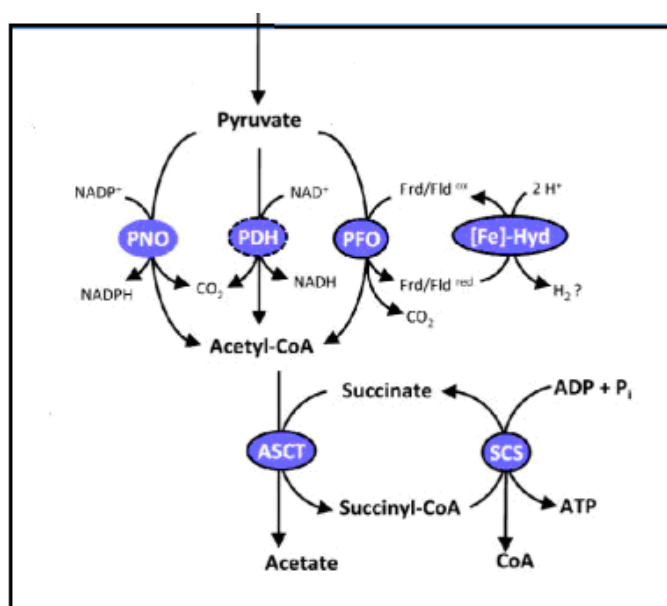 Pyruvate
NADP⁺
NAD⁺
Frd/Fld ox
2 H⁺
PNO
PDH
PFO
[Fe]-Hyd
NADPH
CO₂
NADH
Frd/Fld red
H₂ ?
CO₂
Acetyl-CoA
Succinate
ADP + Pᵢ
ASCT
SCS
Succinyl-CoA
ATP
Acetate
CoA